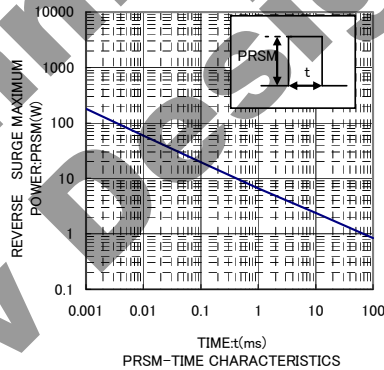 10000
1000
100
10
1
0.1
REVERSE SURGE MAXIMUM
POWER:PRSM(W)
PRSM
t
0.001 0.01 0.1 1 10 100
TIME:t(ms)
PRSM-TIME CHARACTERISTICS